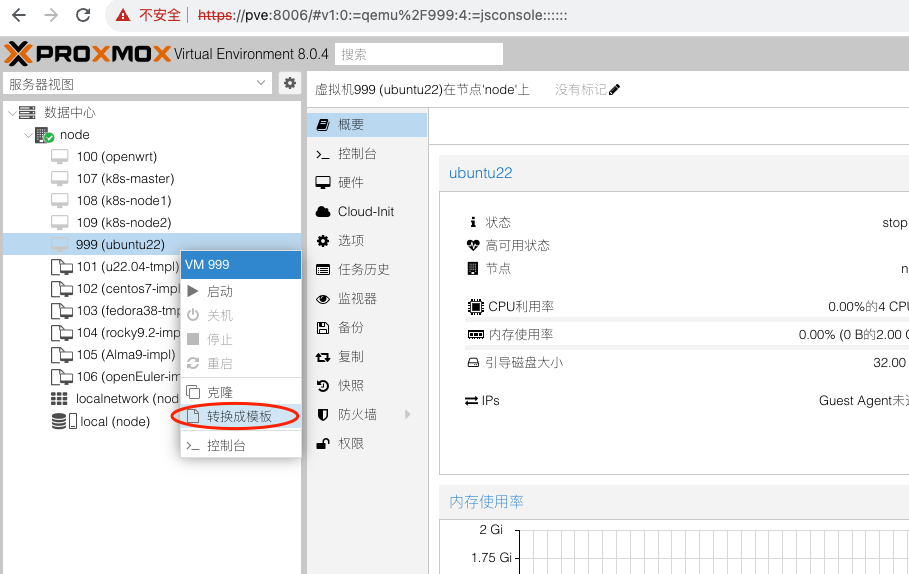 不安全 https://pve:8006/#v1:0:=qemu%2F999:4:=jsconsole::::::
PROXMOX Virtual Environment 8.0.4 搜索
服务器视图
虚拟机999 (ubuntu22)在节点'node'上 没有标记
数据中心
node
100 (openwrt)
107 (k8s-master)
108 (k8s-node1)
109 (k8s-node2)
999 (ubuntu22)
101 (u22.04-tmpl)
102 (centos7-impl
103 (fedora38-tmp
104 (rocky9.2-imp
105 (Alma9-impl)
106 (openEuler-im
localnetwork (nod
local (node)
VM 999
启动
关机
停止
重启
克隆
转换成模板
控制台
概要
控制台
硬件
Cloud-Init
选项
任务历史
监视器
备份
复制
快照
防火墙
权限
ubuntu22
状态 stop
高可用状态
节点 n
CPU利用率 0.00%的4 CPU
内存使用率 0.00% (0 B的2.00 G
引导磁盘大小 32.00
IPs Guest Agent未运
内存使用率
2 Gi
1.75 Gi